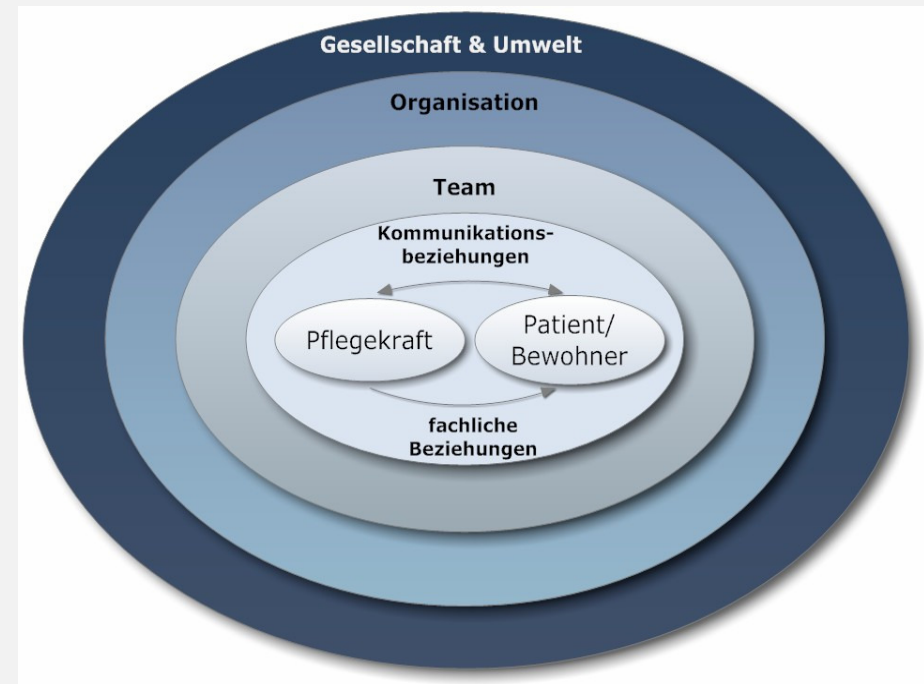 Gesellschaft & Umwelt
Organisation
Team
Kommunikations-
beziehungen
Pflegekraft
Patient/
Bewohner
fachliche
Beziehungen